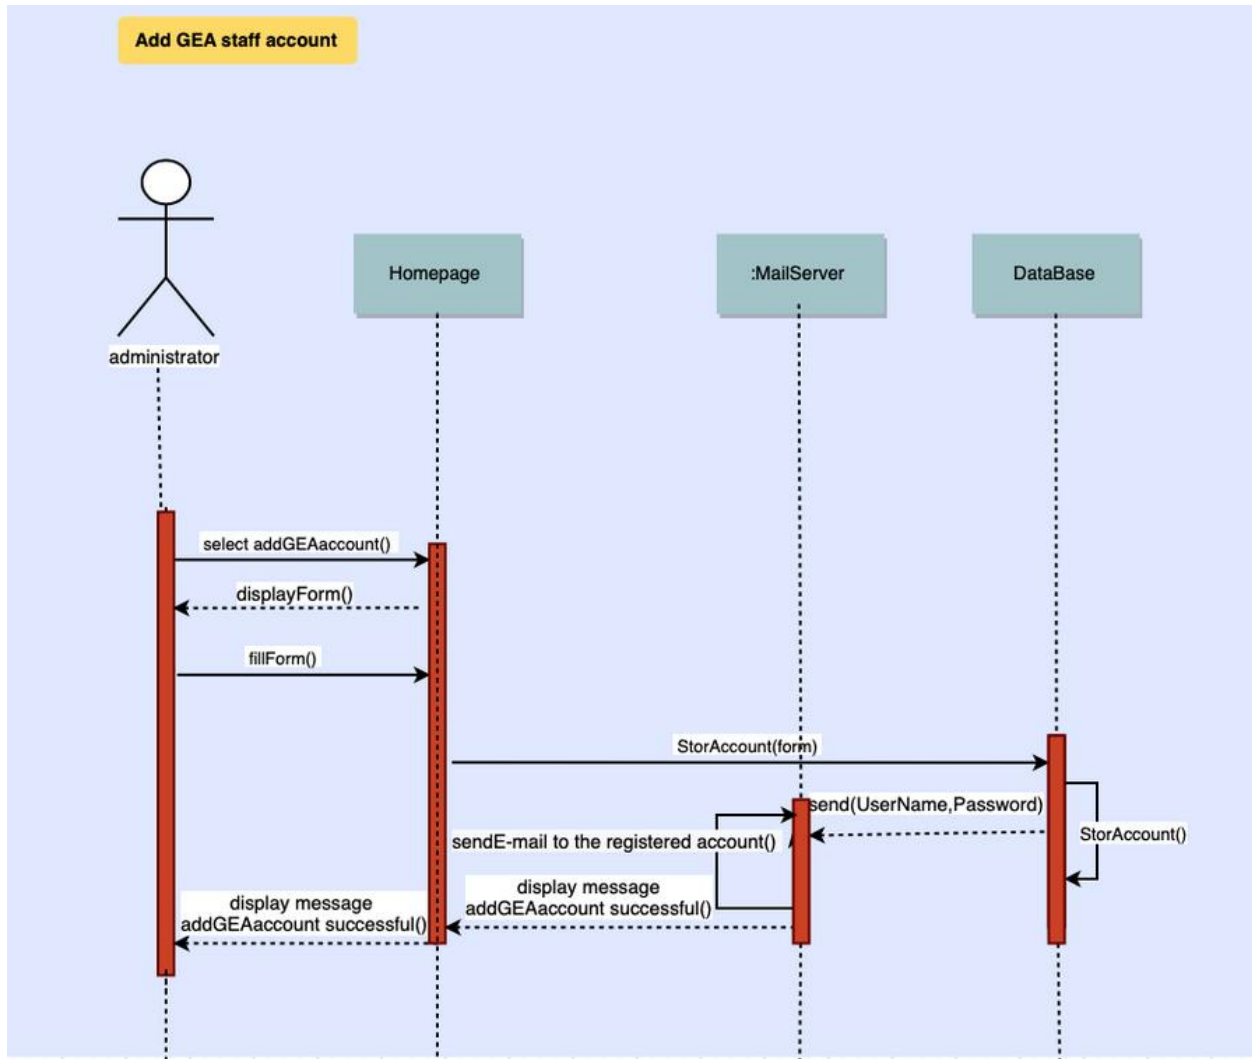 Add GEA staff account
Homepage
:MailServer
DataBase
administrator
select addGEAaccount()
displayForm()
fillForm()
StorAccount(form)
send(UserName,Password)
StorAccount()
sendE-mail to the registered account()
display message
addGEAaccount successful()
display message
addGEAaccount successful()